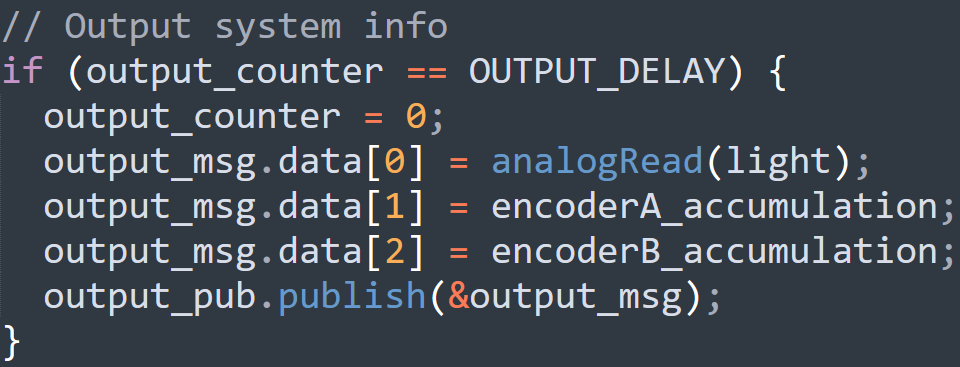 // Output system info
if (output_counter == OUTPUT_DELAY) {
  output_counter = 0;
  output_msg.data[0] = analogRead(light);
  output_msg.data[1] = encoderA_accumulation;
  output_msg.data[2] = encoderB_accumulation;
  output_pub.publish(&output_msg);
}